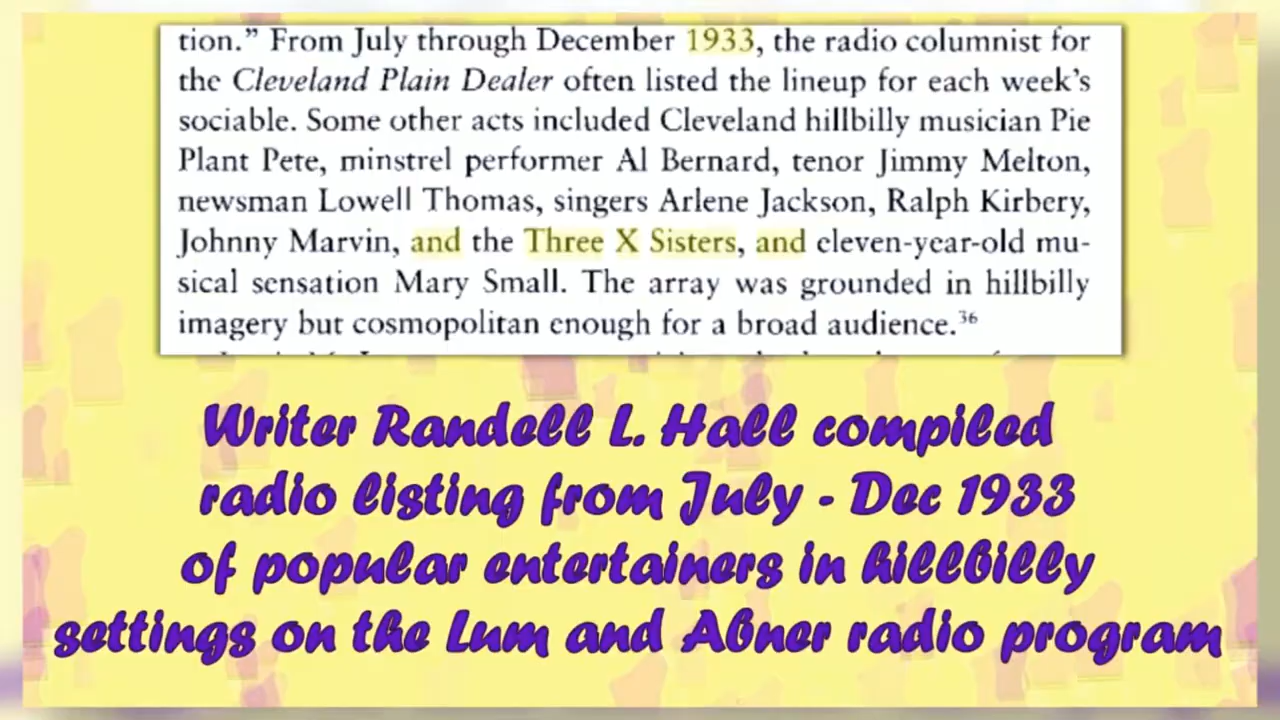 tion.” From July through December 1933, the radio columnist for
the Cleveland Plain Dealer often listed the lineup for each week’s
sociable. Some other acts included Cleveland hillbilly musician Pie
Plant Pete, minstrel performer Al Bernard, tenor Jimmy Melton,
newsman Lowell Thomas, singers Arlene Jackson, Ralph Kirbery,
Johnny Marvin, and the Three X Sisters, and cleven-year-old mu-
sical sensation Mary Small. The array was grounded in hillbilly
imagery but cosmopolitan enough for a broad audience.³⁶
Writer Randell L. Hall compiled
radio listing from July - Dec 1933
of popular entertainers in hillbilly
settings on the Lum and Abner radio program